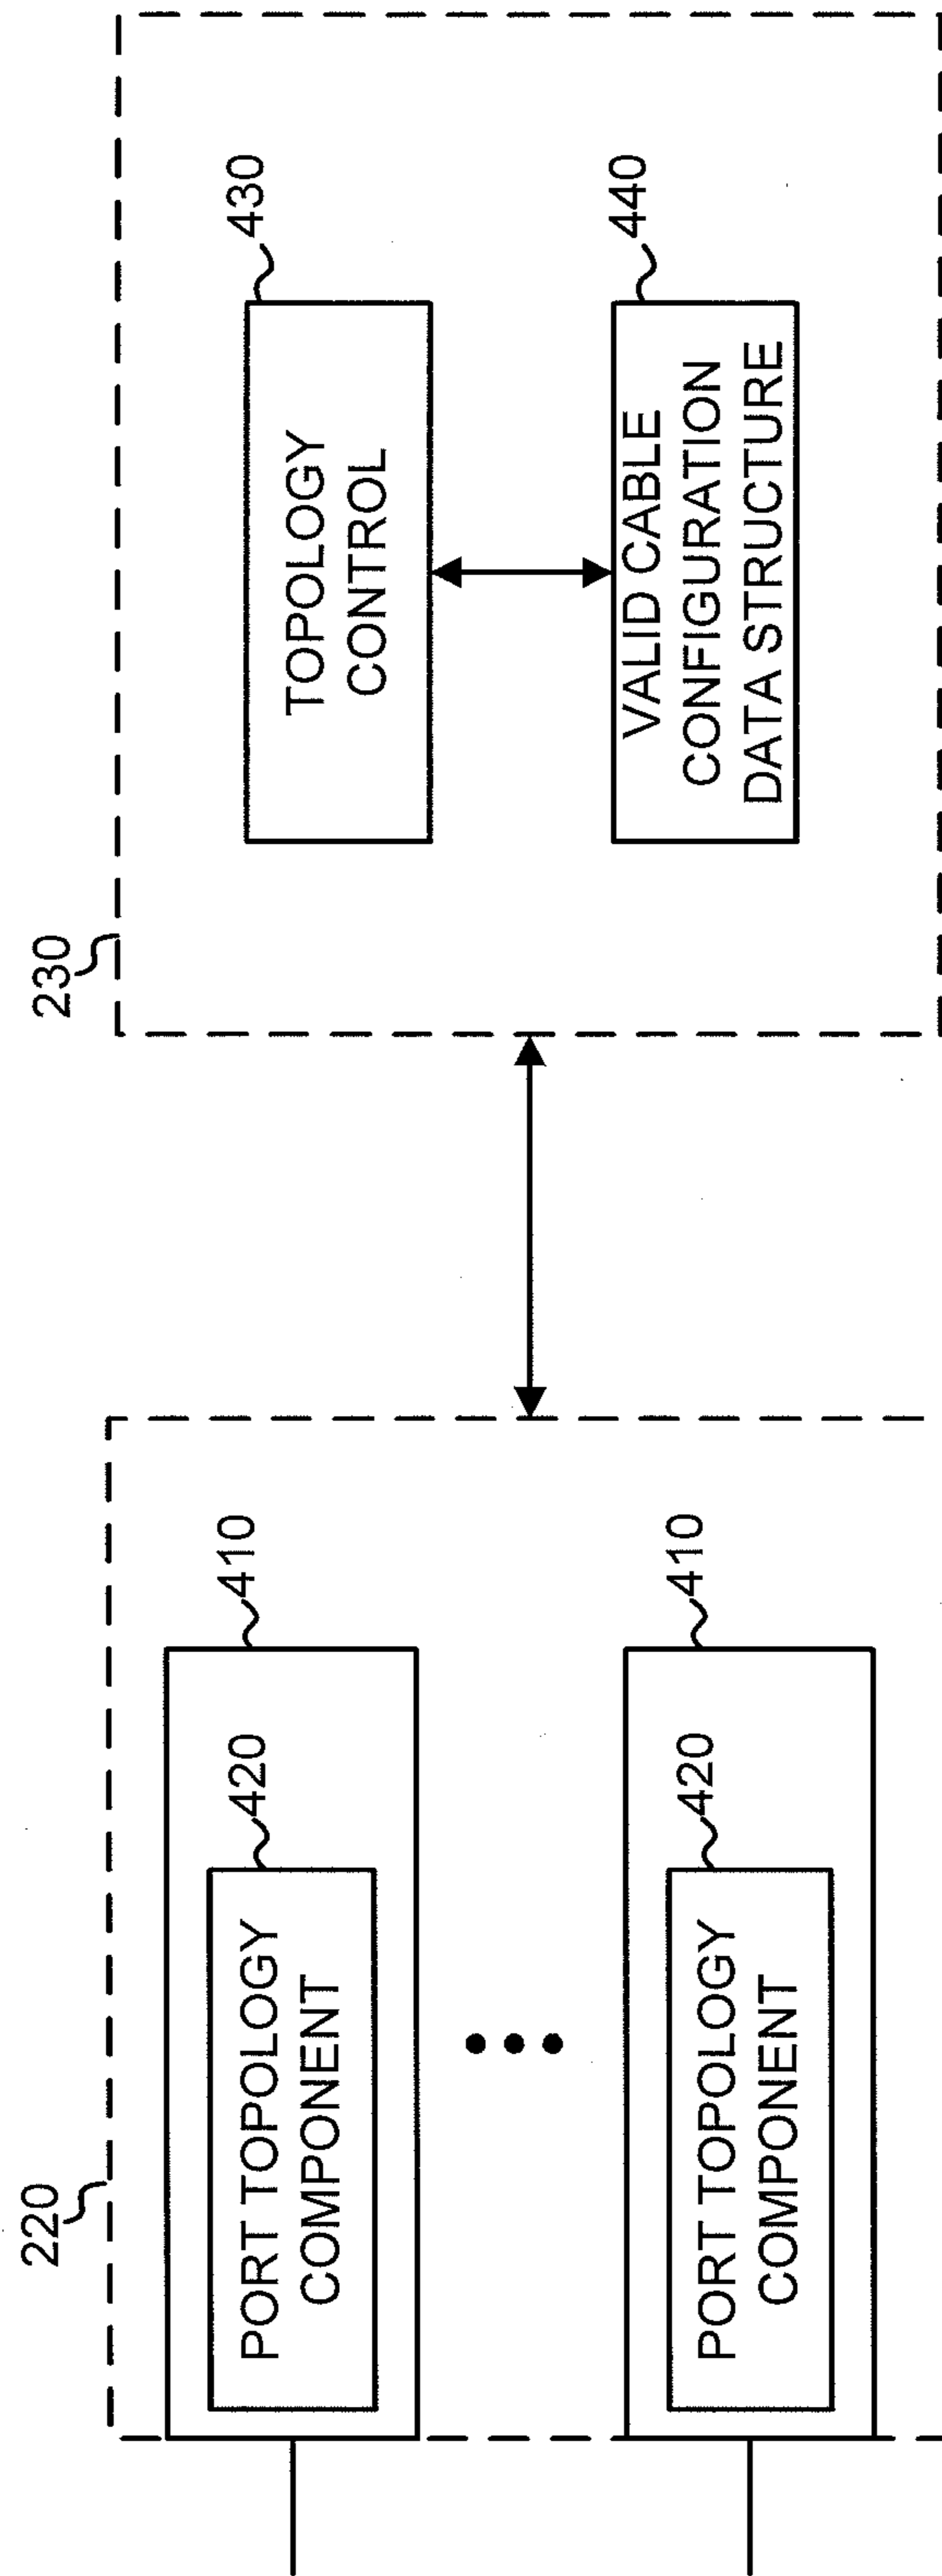 220
410
420
PORT TOPOLOGY
COMPONENT
410
420
PORT TOPOLOGY
COMPONENT
230
430
TOPOLOGY
CONTROL
440
VALID CABLE
CONFIGURATION
DATA STRUCTURE